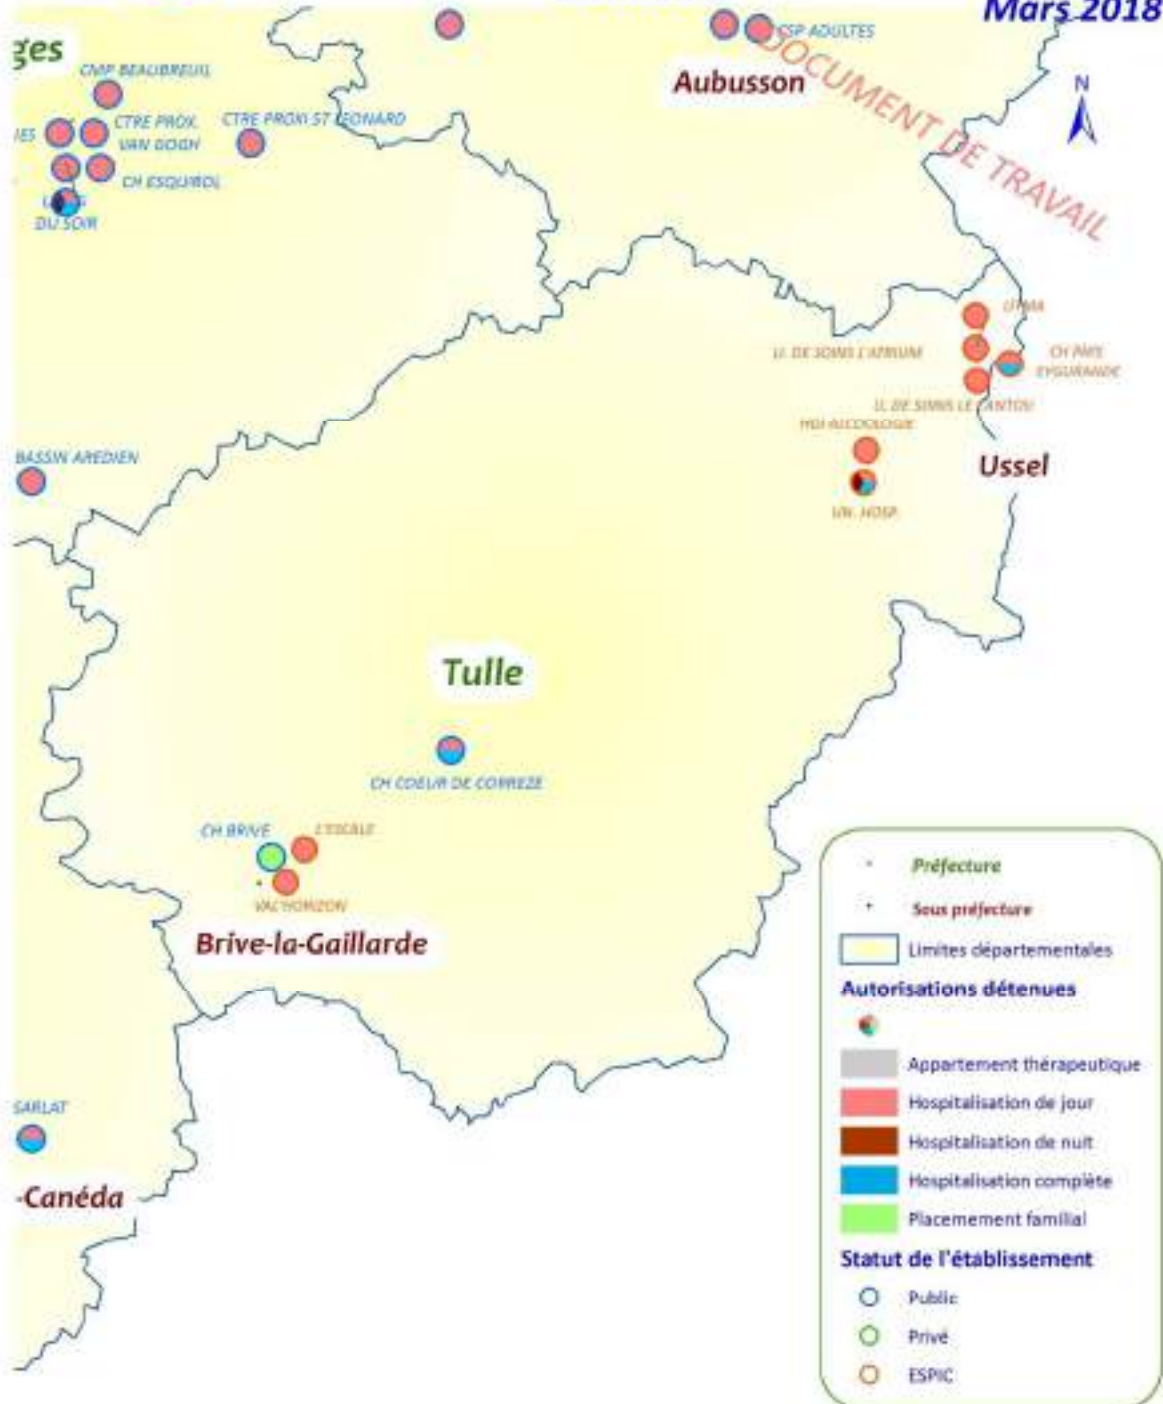 Mars 2018
ges
CSP ADULTES
Aubusson
DOCUMENT DE TRAVAIL
N
CMP BEAUBREUIL
IES
CTRE PROX.
VAN GOGH
CTRE PROXI ST LEONARD
CH ESQUIROL
DU SOIR
U. DE SOINS L'ATRIUM
CH PAYS
EYGURANDE
U. DE SOINS LE CANTOU
HDJ ALCOOLOGIE
Ussel
UN. HOSP.
BASSIN AREDIEN
Tulle
CH COEUR DE CORREZE
CH BRIVE
L'ESCALE
VAL HORIZON
Brive-la-Gaillarde
SARLAT
-Canéda
Préfecture
Sous préfecture
Limites départementales
Autorisations détenues
Appartement thérapeutique
Hospitalisation de jour
Hospitalisation de nuit
Hospitalisation complète
Placemement familial
Statut de l'établissement
Public
Privé
ESPIC